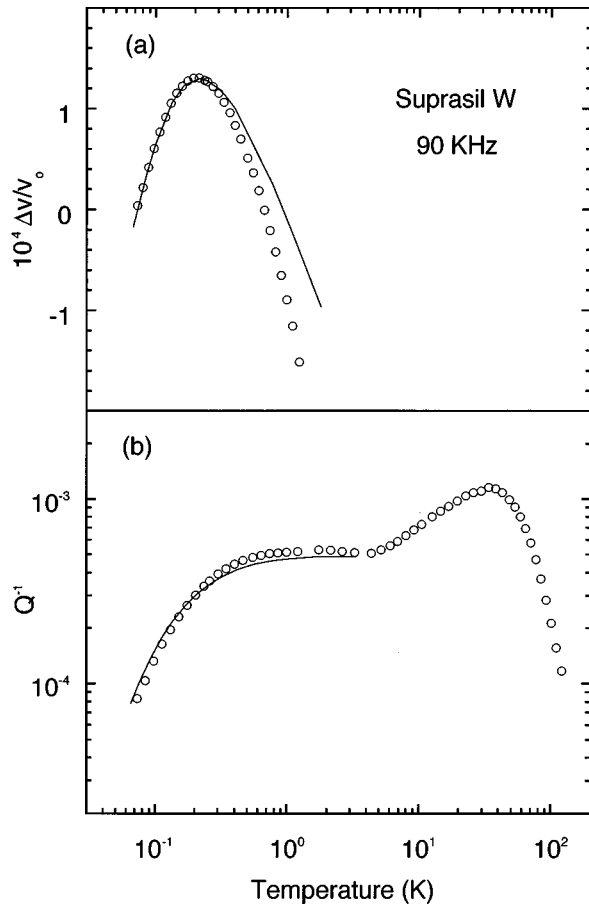 (a)
Suprasil W
90 KHz
10⁴ Δv/vₒ
1
0
-1
(b)
Q⁻¹
10⁻³
10⁻⁴
10⁻¹ 10⁰ 10¹ 10²
Temperature (K)